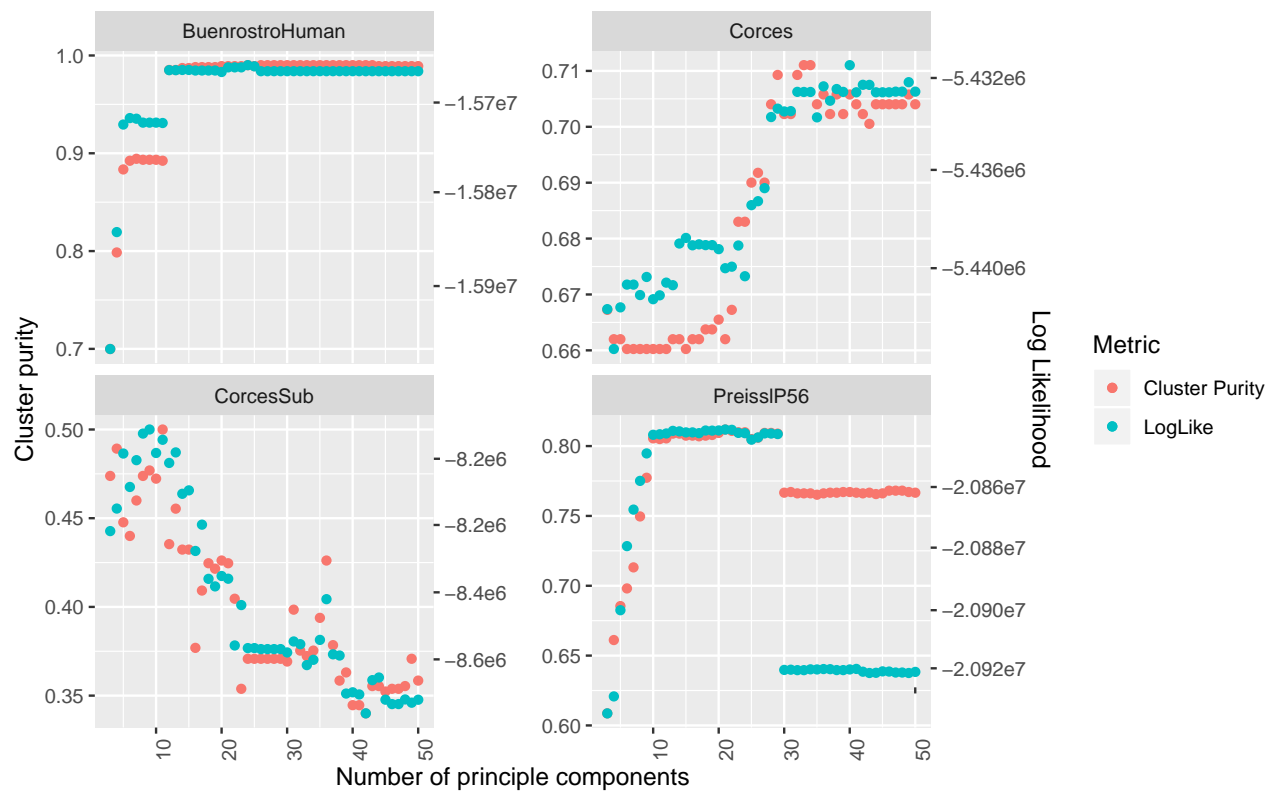 BuenrostroHuman
Corces
1.0
0.9
0.8
0.7
−1.57e7
−1.58e7
−1.59e7
0.71
0.70
0.69
0.68
0.67
0.66
−5.432e6
−5.436e6
−5.440e6
Cluster purity
Log Likelihood
CorcesSub
PreisslP56
0.50
0.45
0.40
0.35
−8.2e6
−8.2e6
−8.4e6
−8.6e6
0.80
0.75
0.70
0.65
0.60
−2.086e7
−2.088e7
−2.090e7
−2.092e7
10
20
30
40
50
10
20
30
40
50
Number of principle components
Metric
Cluster Purity
LogLike